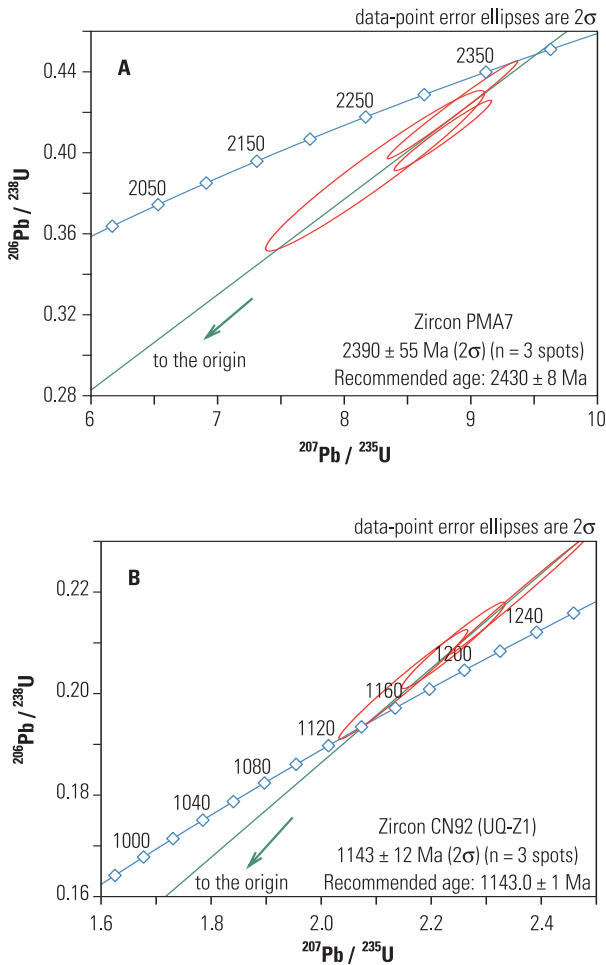 data-point error ellipses are 2σ
A
0.44
0.40
0.36
0.32
0.28
²⁰⁶Pb / ²³⁸U
2350
2250
2150
2050
to the origin
Zircon PMA7
2390 ± 55 Ma (2σ) (n = 3 spots)
Recommended age: 2430 ± 8 Ma
6 7 8 9 10
²⁰⁷Pb / ²³⁵U
data-point error ellipses are 2σ
B
0.22
0.20
0.18
0.16
²⁰⁶Pb / ²³⁸U
1240
1200
1160
1120
1080
1040
1000
to the origin
Zircon CN92 (UQ-Z1)
1143 ± 12 Ma (2σ) (n = 3 spots)
Recommended age: 1143.0 ± 1 Ma
1.6 1.8 2.0 2.2 2.4
²⁰⁷Pb / ²³⁵U